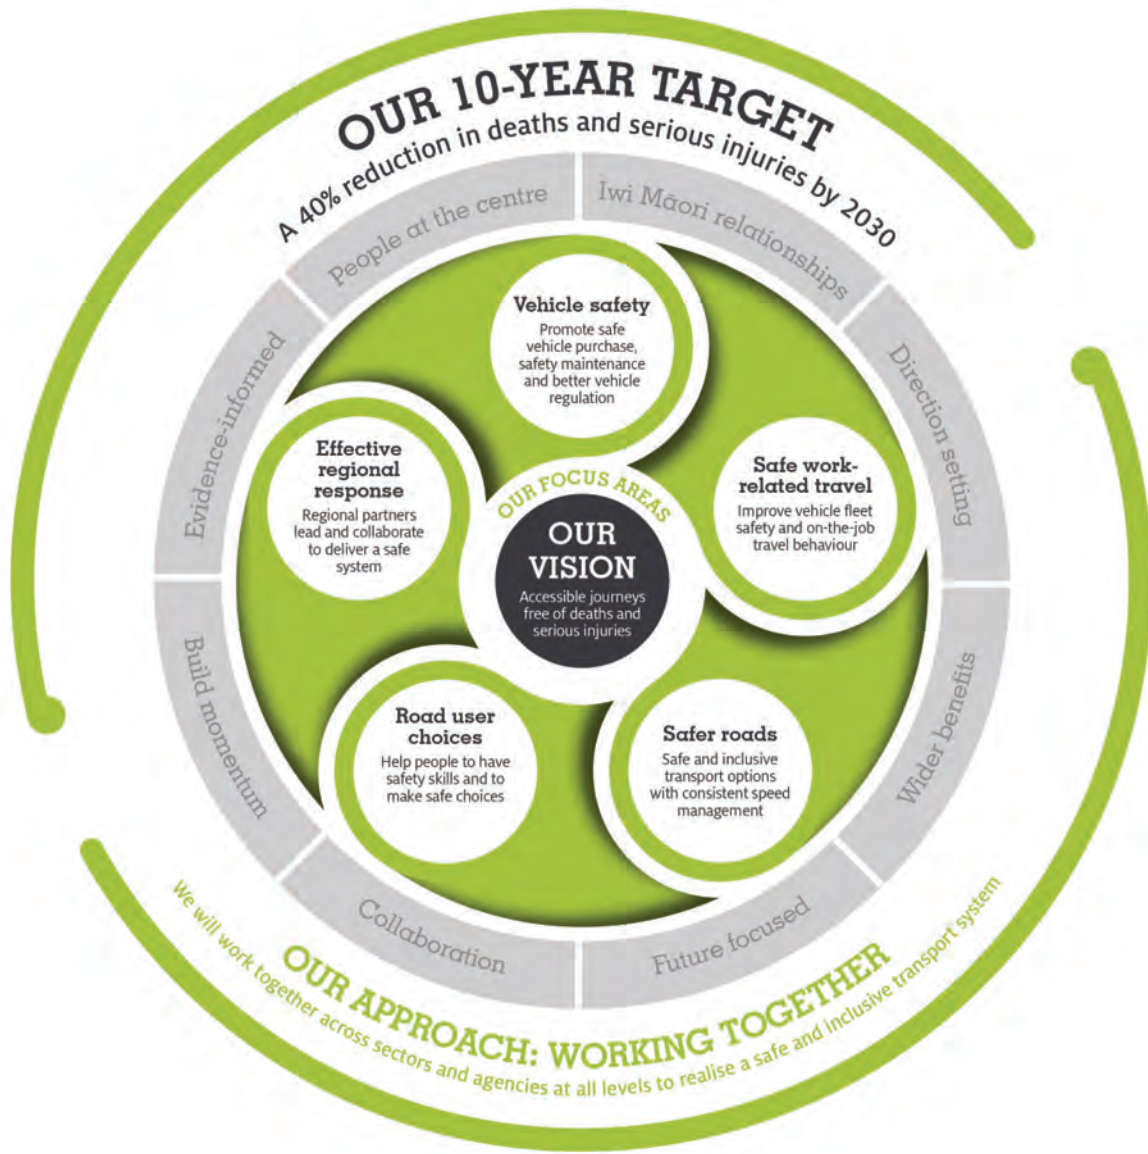 OUR 10-YEAR TARGET
A 40% reduction in deaths and serious injuries by 2030
People at the centre
Iwi Māori relationships
Direction setting
Wider benefits
Future focused
Collaboration
Build momentum
Evidence-informed
Vehicle safety
Promote safe
vehicle purchase,
safety maintenance
and better vehicle
regulation
Safe work-
related travel
Improve vehicle fleet
safety and on-the-job
travel behaviour
Safer roads
Safe and inclusive
transport options
with consistent speed
management
Road user
choices
Help people to have
safety skills and to
make safe choices
Effective
regional
response
Regional partners
lead and collaborate
to deliver a safe
system
OUR FOCUS AREAS
OUR
VISION
Accessible journeys
free of deaths and
serious injuries
OUR APPROACH: WORKING TOGETHER
We will work together across sectors and agencies at all levels to realise a safe and inclusive transport system